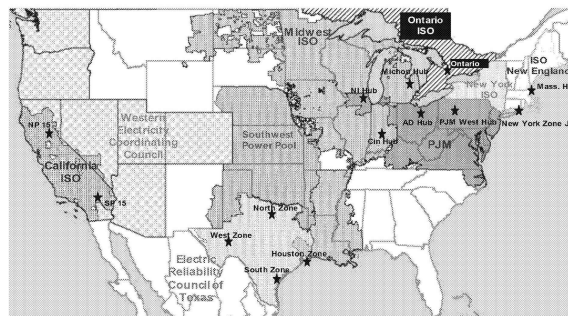 Ontario
ISO
Midwest
ISO
Ontario
ISO
New England
Michcn Hub
Mass. H
New York
ISO
NI Hub
NP 15
Western
Electricity
Coordinating
Council
AD Hub
PJM West Hub
New York Zone J
Southwest
Power Pool
Cin Hub
PJM
California
ISO
SP 15
North Zone
West Zone
Houston Zone
Electric
Reliability
Council of
Texas
South Zone